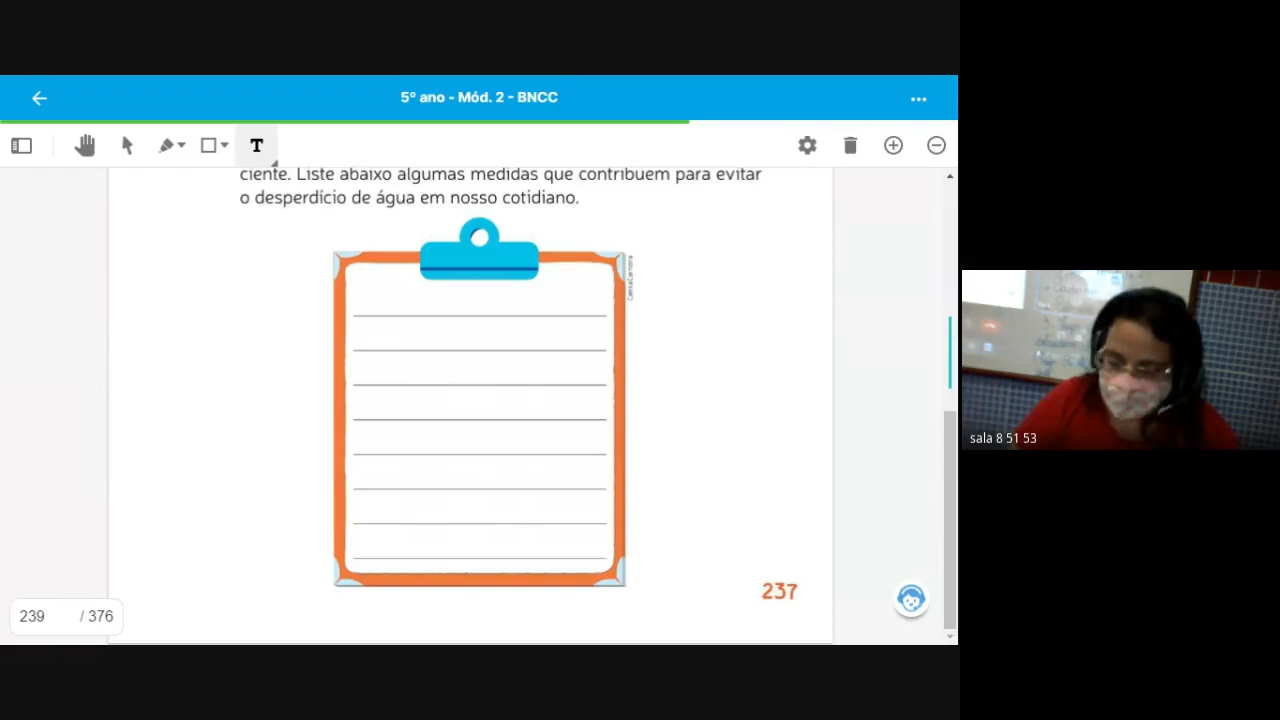 5º ano - Mód. 2 - BNCC
T
ciente. Liste abaixo algumas medidas que contribuem para evitar
o desperdício de água em nosso cotidiano.
237
239 / 376
sala 8 51 53